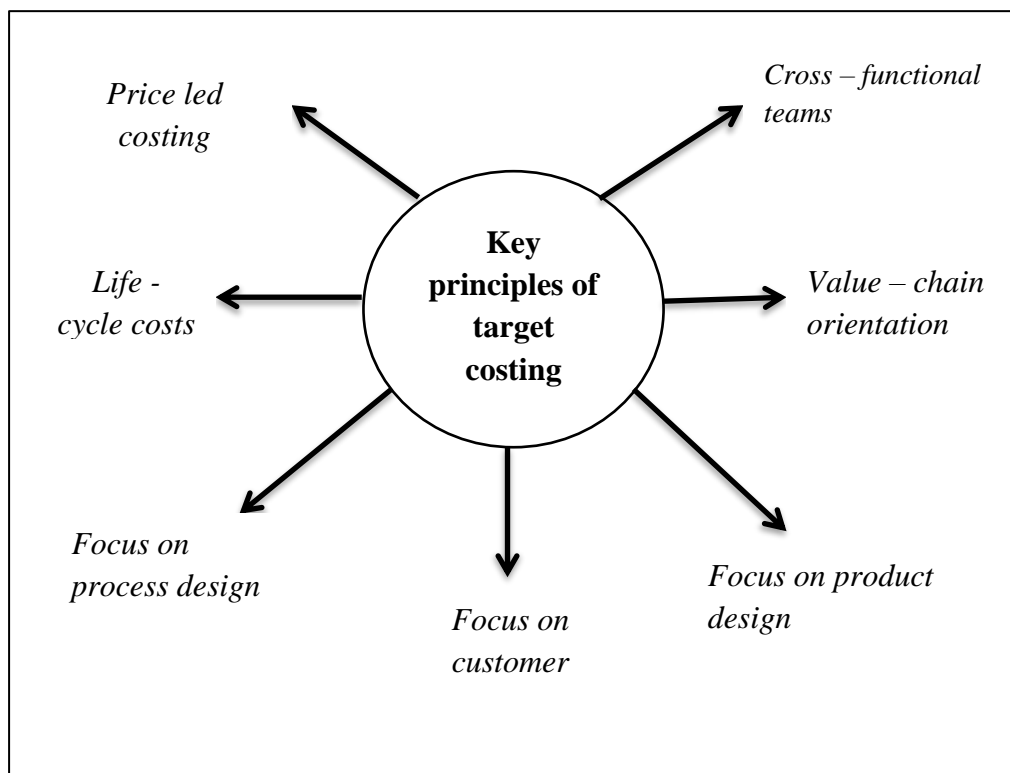 Price led
costing
Cross – functional
teams
Key
principles of
target
costing
Life -
cycle costs
Value – chain
orientation
Focus on
process design
Focus on
customer
Focus on product
design